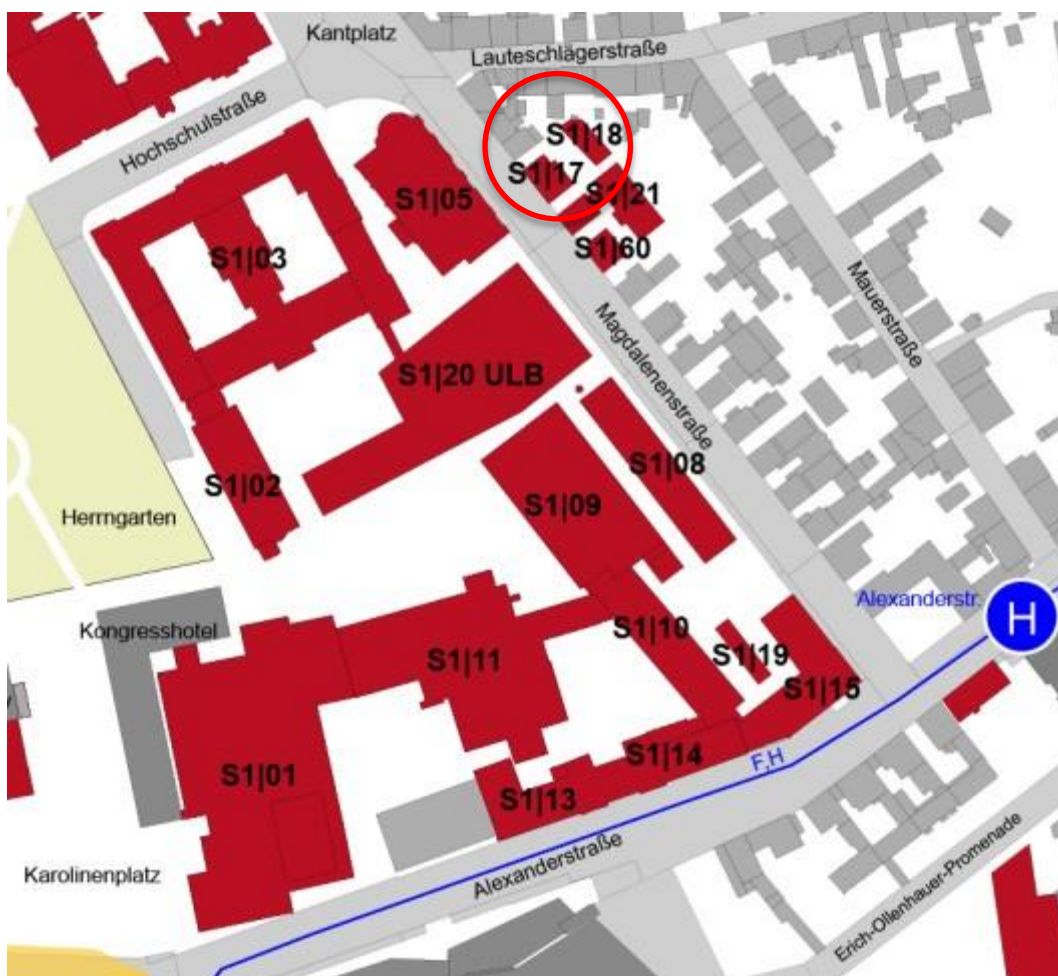 Kantplatz
Lauteschlägerstraße
Hochschulstraße
S1|18
S1|17
S1|05
S1|21
S1|03
S1|60
Mauerstraße
Magdalenenstraße
S1|20 ULB
S1|08
S1|02
S1|09
Herrngarten
Alexanderstr.
H
Kongresshotel
S1|10
S1|11
S1|19
S1|15
S1|14
F,H
S1|01
S1|13
Alexanderstraße
Karolinenplatz
Erich-Ollenhauer-Promenade